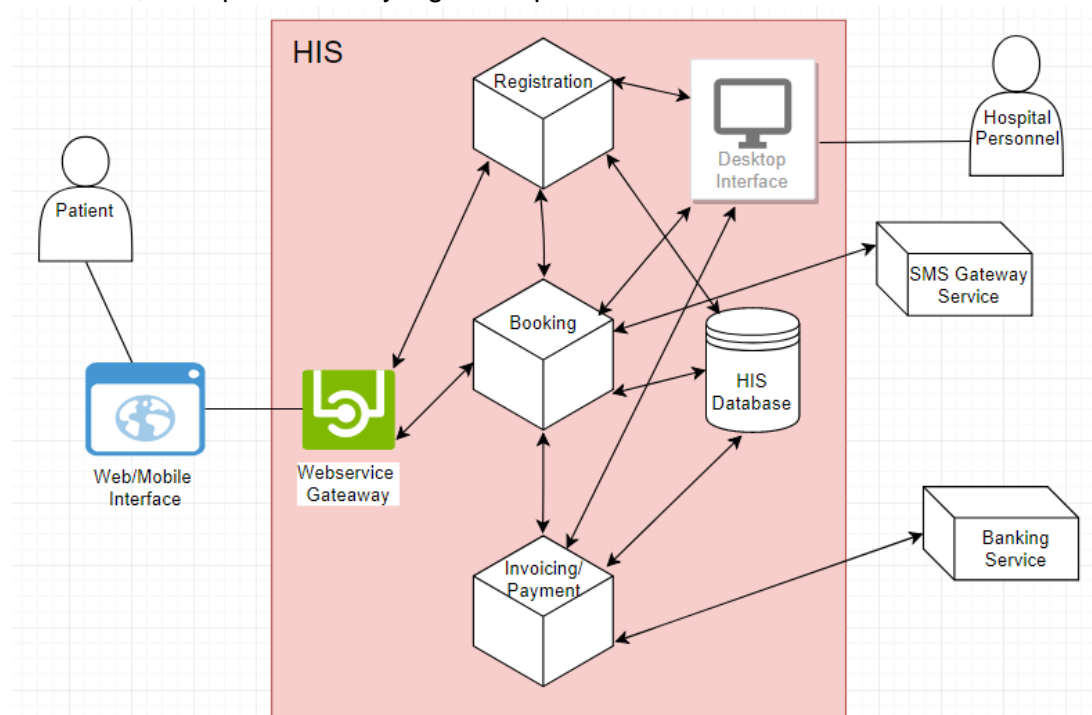 HIS
Registration
Desktop
Interface
Hospital
Personnel
Patient
SMS Gateway
Service
Booking
HIS
Database
Web/Mobile
Interface
Webservice
Gateaway
Invoicing/
Payment
Banking
Service